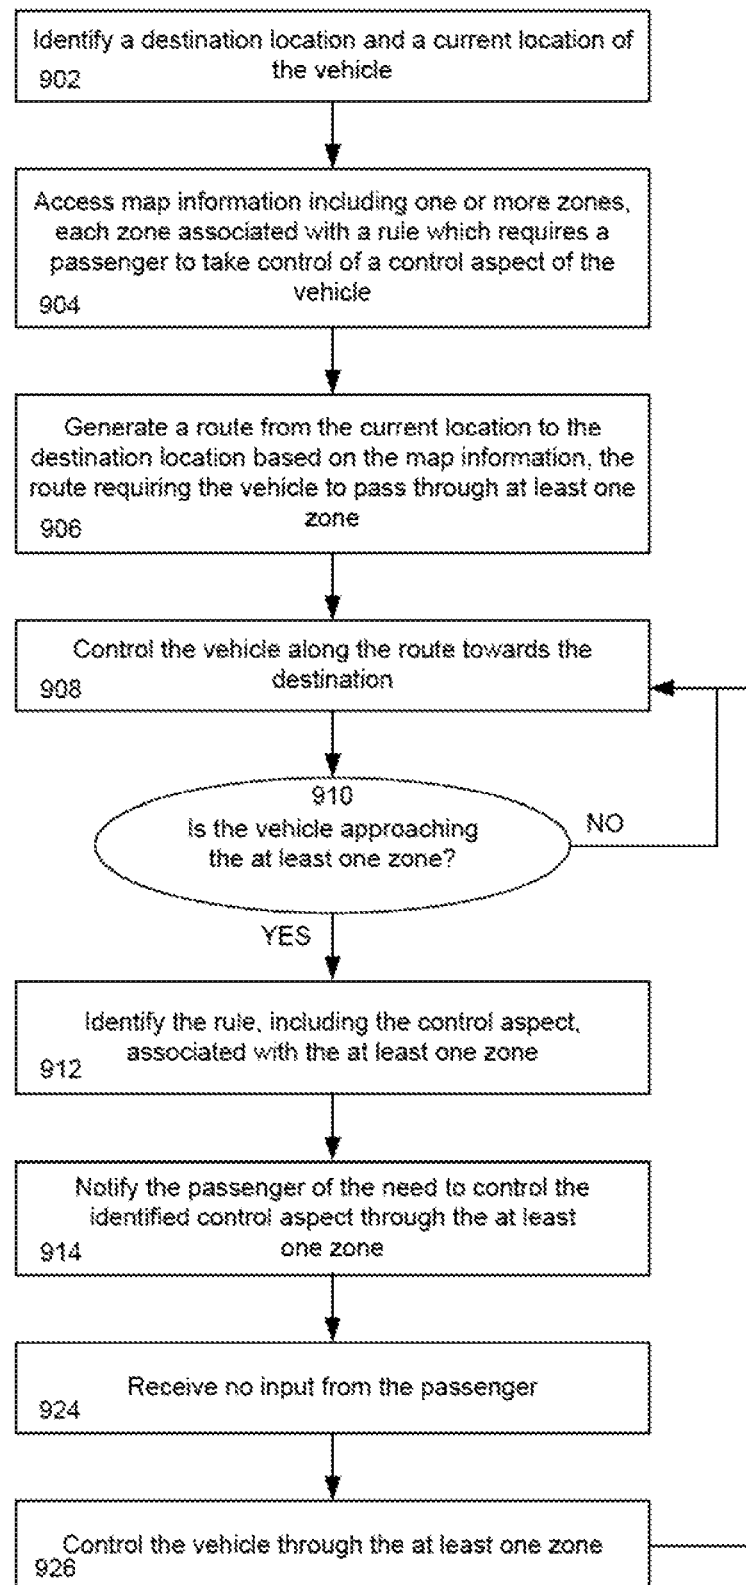 Identify a destination location and a current location of
the vehicle
902
Access map information including one or more zones,
each zone associated with a rule which requires a
passenger to take control of a control aspect of the
vehicle
904
Generate a route from the current location to the
destination location based on the map information, the
route requiring the vehicle to pass through at least one
zone
906
Control the vehicle along the route towards the
destination
908
910
Is the vehicle approaching
the at least one zone?
NO
YES
Identify the rule, including the control aspect,
associated with the at least one zone
912
Notify the passenger of the need to control the
identified control aspect through the at least
one zone
914
Receive no input from the passenger
924
Control the vehicle through the at least one zone
926